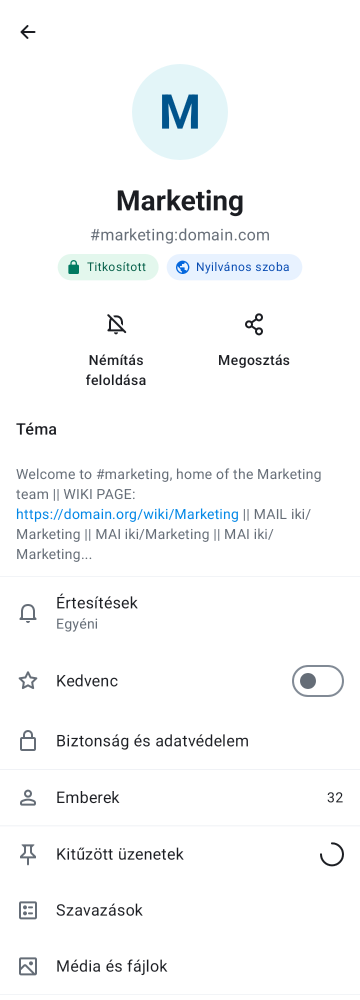 M
Marketing
#marketing:domain.com
Titkosított
Nyilvános szoba
Némítás
feloldása
Megosztás
Téma
Welcome to #marketing, home of the Marketing
team || WIKI PAGE:
https://domain.org/wiki/Marketing || MAIL iki/
Marketing || MAI iki/Marketing || MAI iki/
Marketing...
Értesítések
Egyéni
Kedvenc
Biztonság és adatvédelem
Emberek 32
Kitűzött üzenetek
Szavazások
Média és fájlok